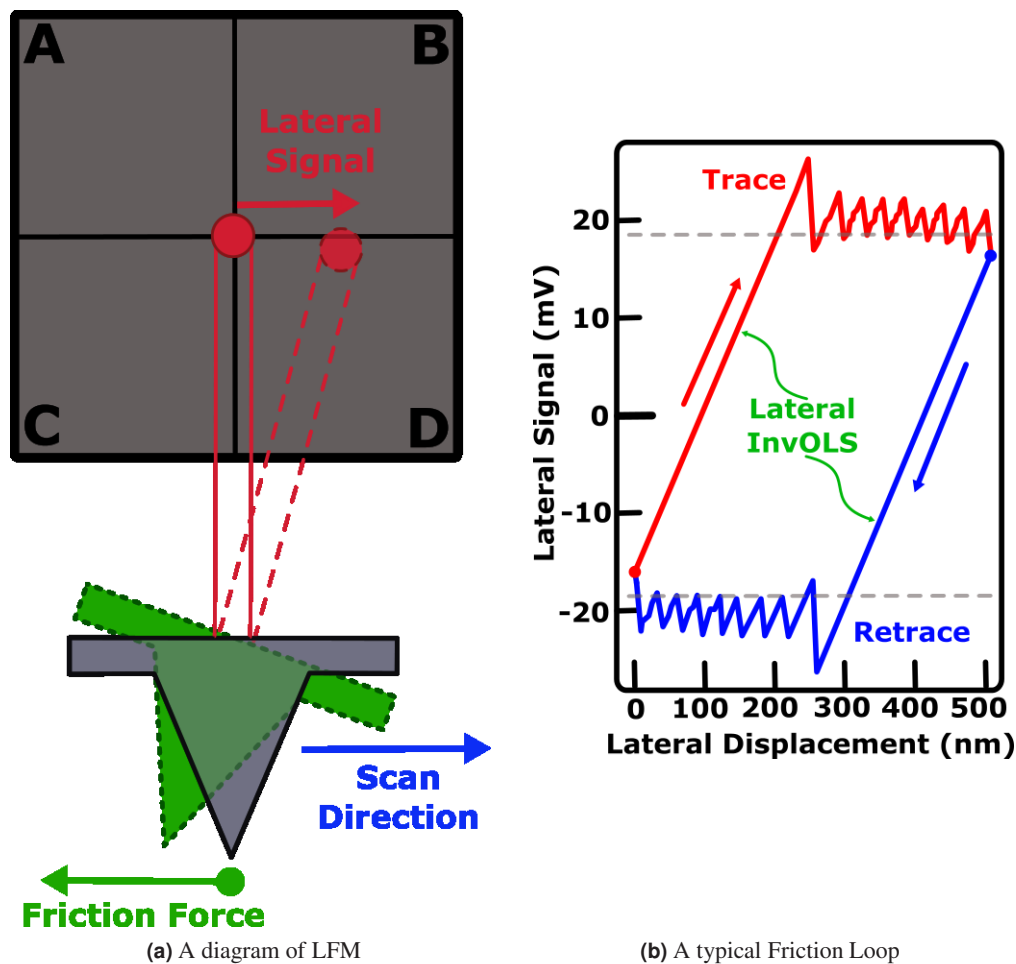 A
B
Lateral
Signal
C
D
Scan
Direction
Friction Force
(a) A diagram of LFM
Trace
20
10
0
-10
-20
Lateral Signal (mV)
Lateral
InvOLS
Retrace
0 100 200 300 400 500
Lateral Displacement (nm)
(b) A typical Friction Loop